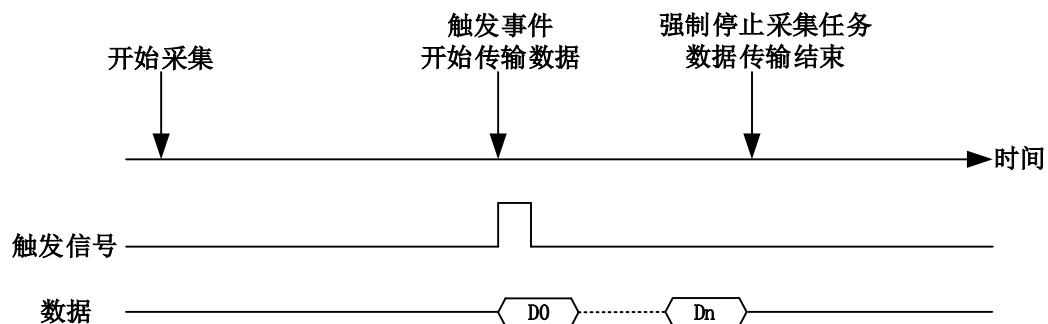 开始采集
触发事件
开始传输数据
强制停止采集任务
数据传输结束
时间
触发信号
数据
D0
Dn